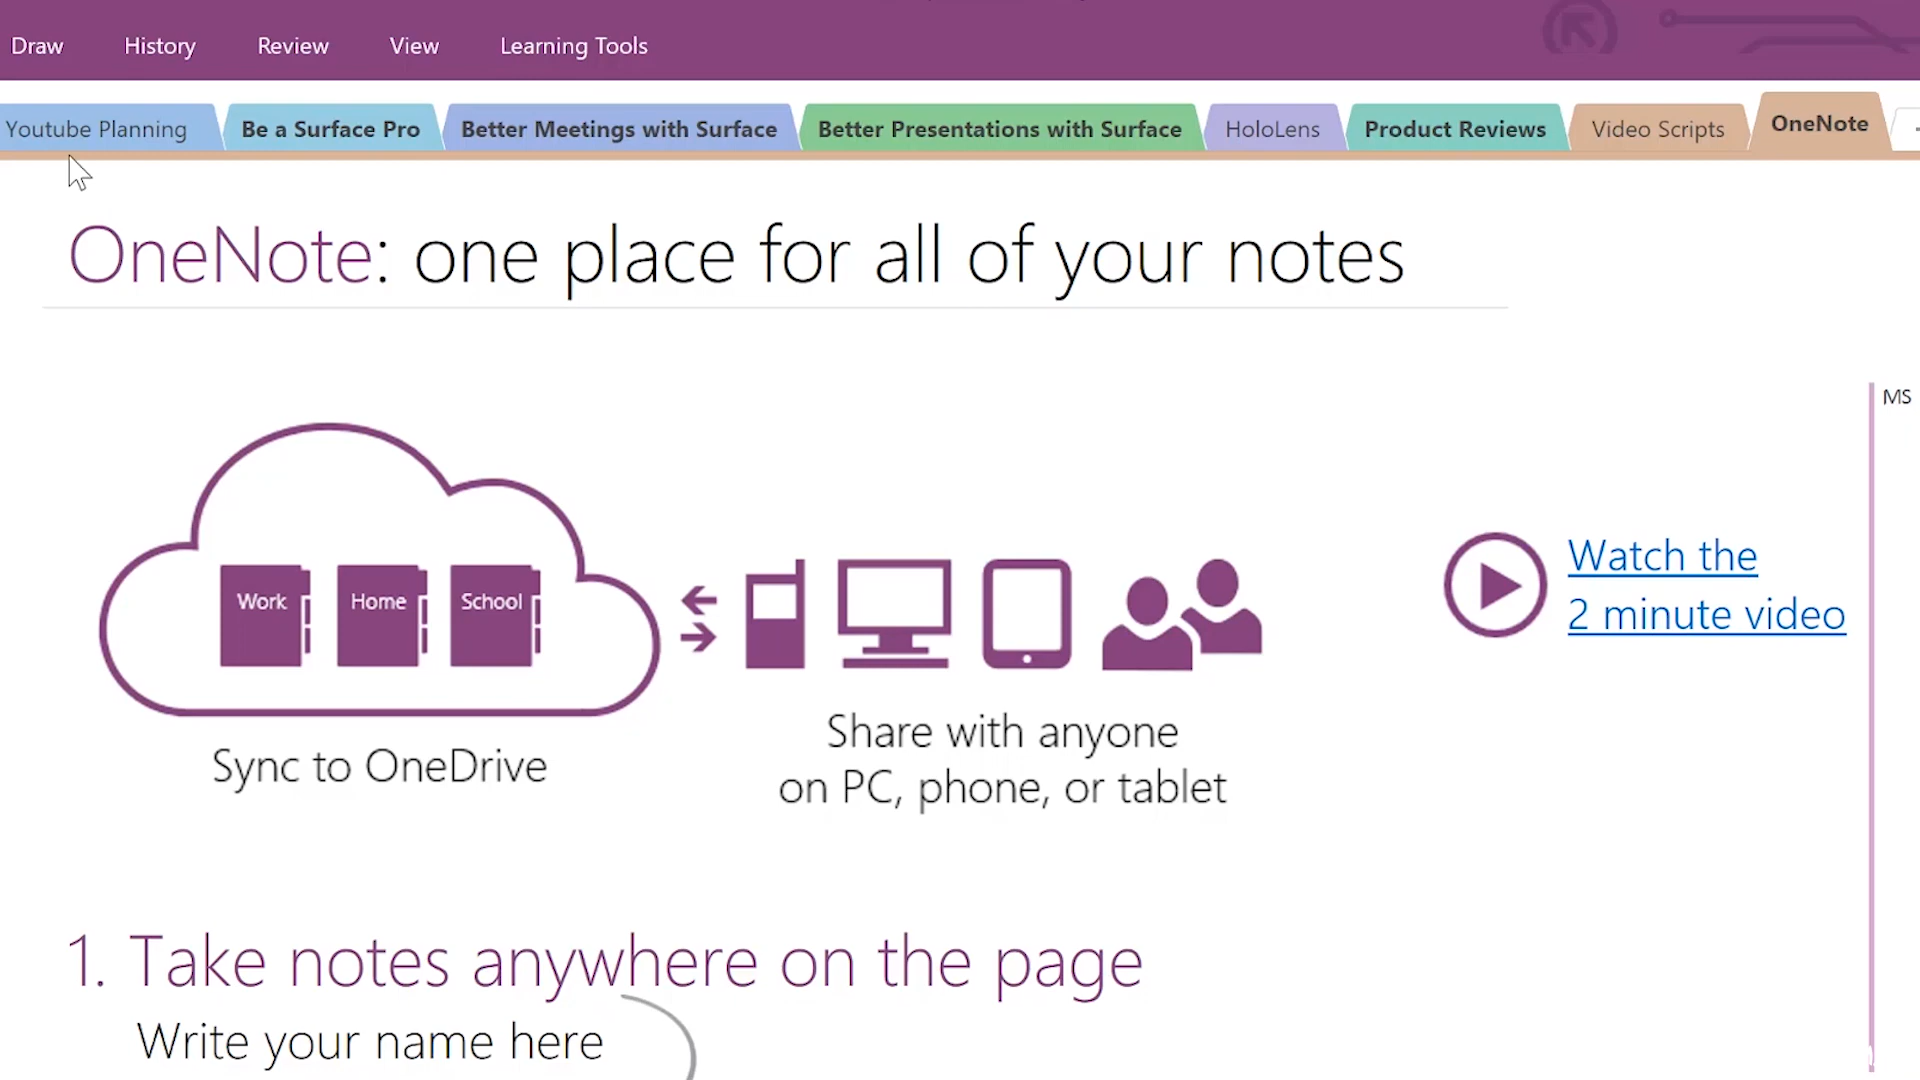 Draw History Review View Learning Tools
Youtube Planning Be a Surface Pro Better Meetings with Surface Better Presentations with Surface HoloLens Product Reviews Video Scripts OneNote
OneNote: one place for all of your notes
MS
Work Home School
Watch the
2 minute video
Sync to OneDrive
Share with anyone
on PC, phone, or tablet
1. Take notes anywhere on the page
Write your name here